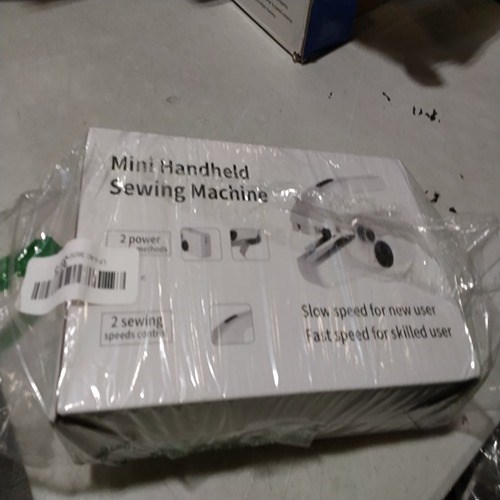 Mini Handheld
Sewing Machine
2 power
methods
2 sewing
speeds control
Slow speed for new user
Fast speed for skilled user